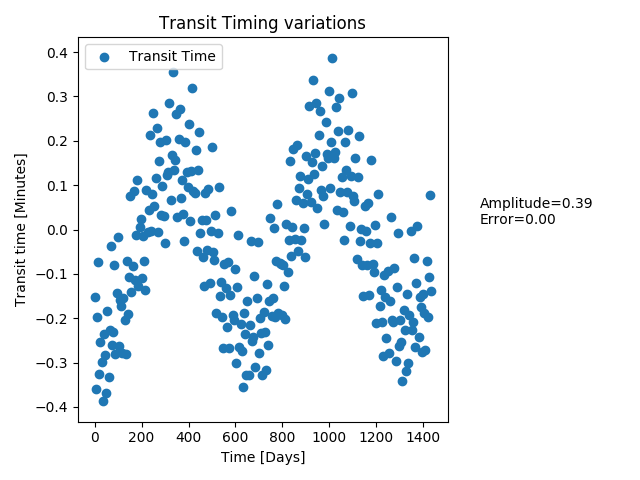 Transit Timing variations
Transit Time
0.4
0.3
0.2
0.1
0.0
−0.1
−0.2
−0.3
−0.4
Transit time [Minutes]
0
200
400
600
800
1000
1200
1400
Time [Days]
Amplitude=0.39
Error=0.00